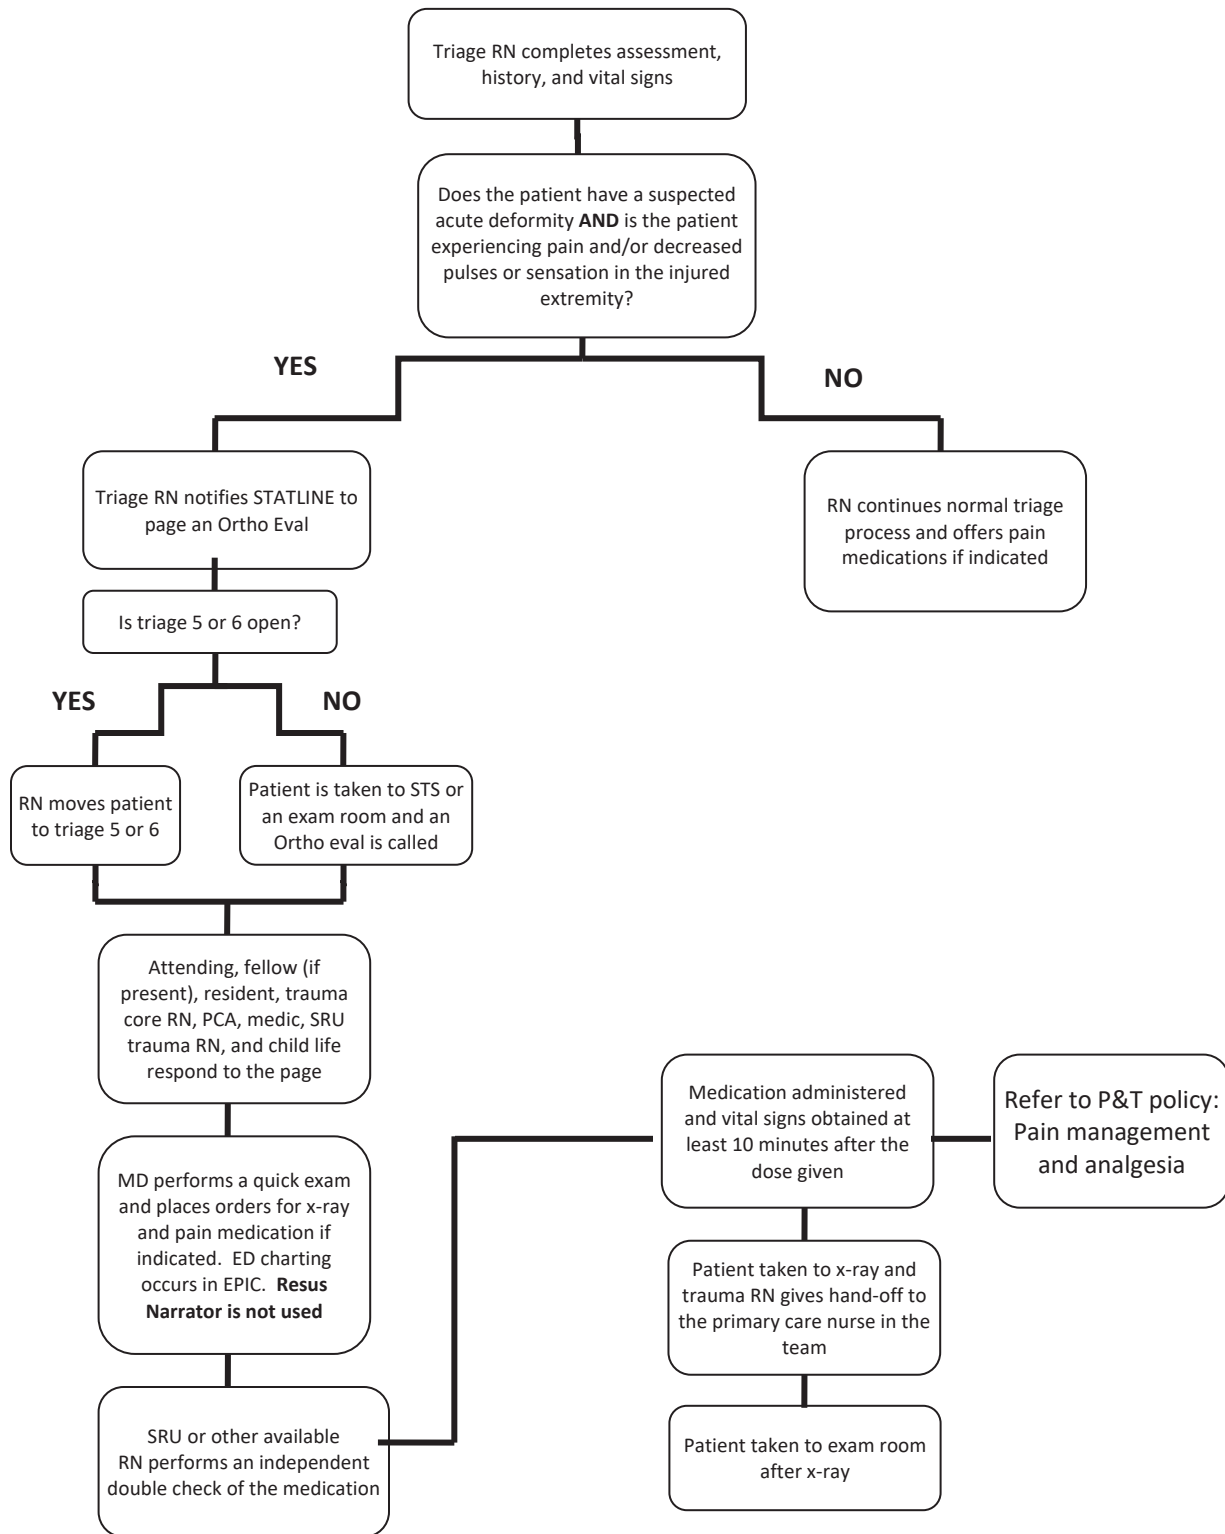 Triage RN completes assessment,
history, and vital signs
Does the patient have a suspected
acute deformity AND is the patient
experiencing pain and/or decreased
pulses or sensation in the injured
extremity?
YES
NO
Triage RN notifies STATLINE to
page an Ortho Eval
RN continues normal triage
process and offers pain
medications if indicated
Is triage 5 or 6 open?
YES
NO
RN moves patient
to triage 5 or 6
Patient is taken to STS or
an exam room and an
Ortho eval is called
Attending, fellow (if
present), resident, trauma
core RN, PCA, medic, SRU
trauma RN, and child life
respond to the page
MD performs a quick exam
and places orders for x-ray
and pain medication if
indicated.  ED charting
occurs in EPIC.  Resus
Narrator is not used
SRU or other available
RN performs an independent
double check of the medication
Medication administered
and vital signs obtained at
least 10 minutes after the
dose given
Refer to P&T policy:
Pain management
and analgesia
Patient taken to x-ray and
trauma RN gives hand-off to
the primary care nurse in the
team
Patient taken to exam room
after x-ray